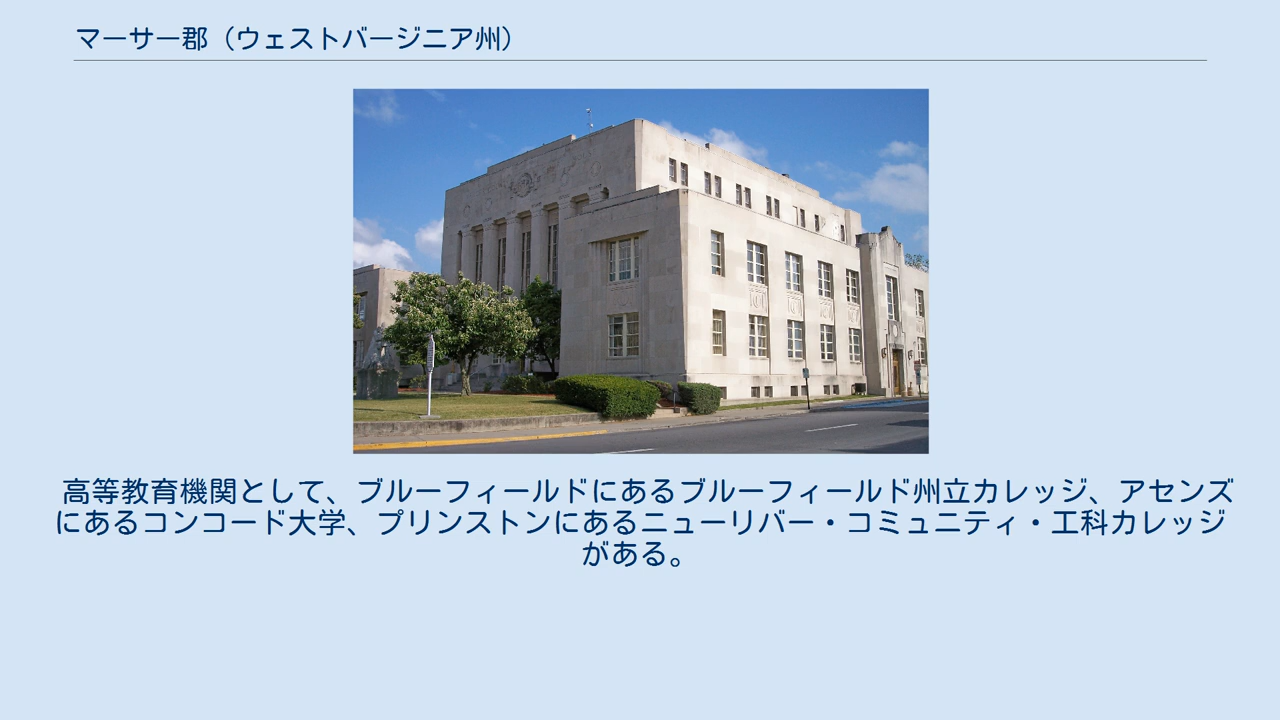 マーサー郡（ウェストバージニア州）
高等教育機関として、ブルーフィールドにあるブルーフィールド州立カレッジ、アセンズ
にあるコンコード大学、プリンストンにあるニューリバー・コミュニティ・工科カレッジ
がある。